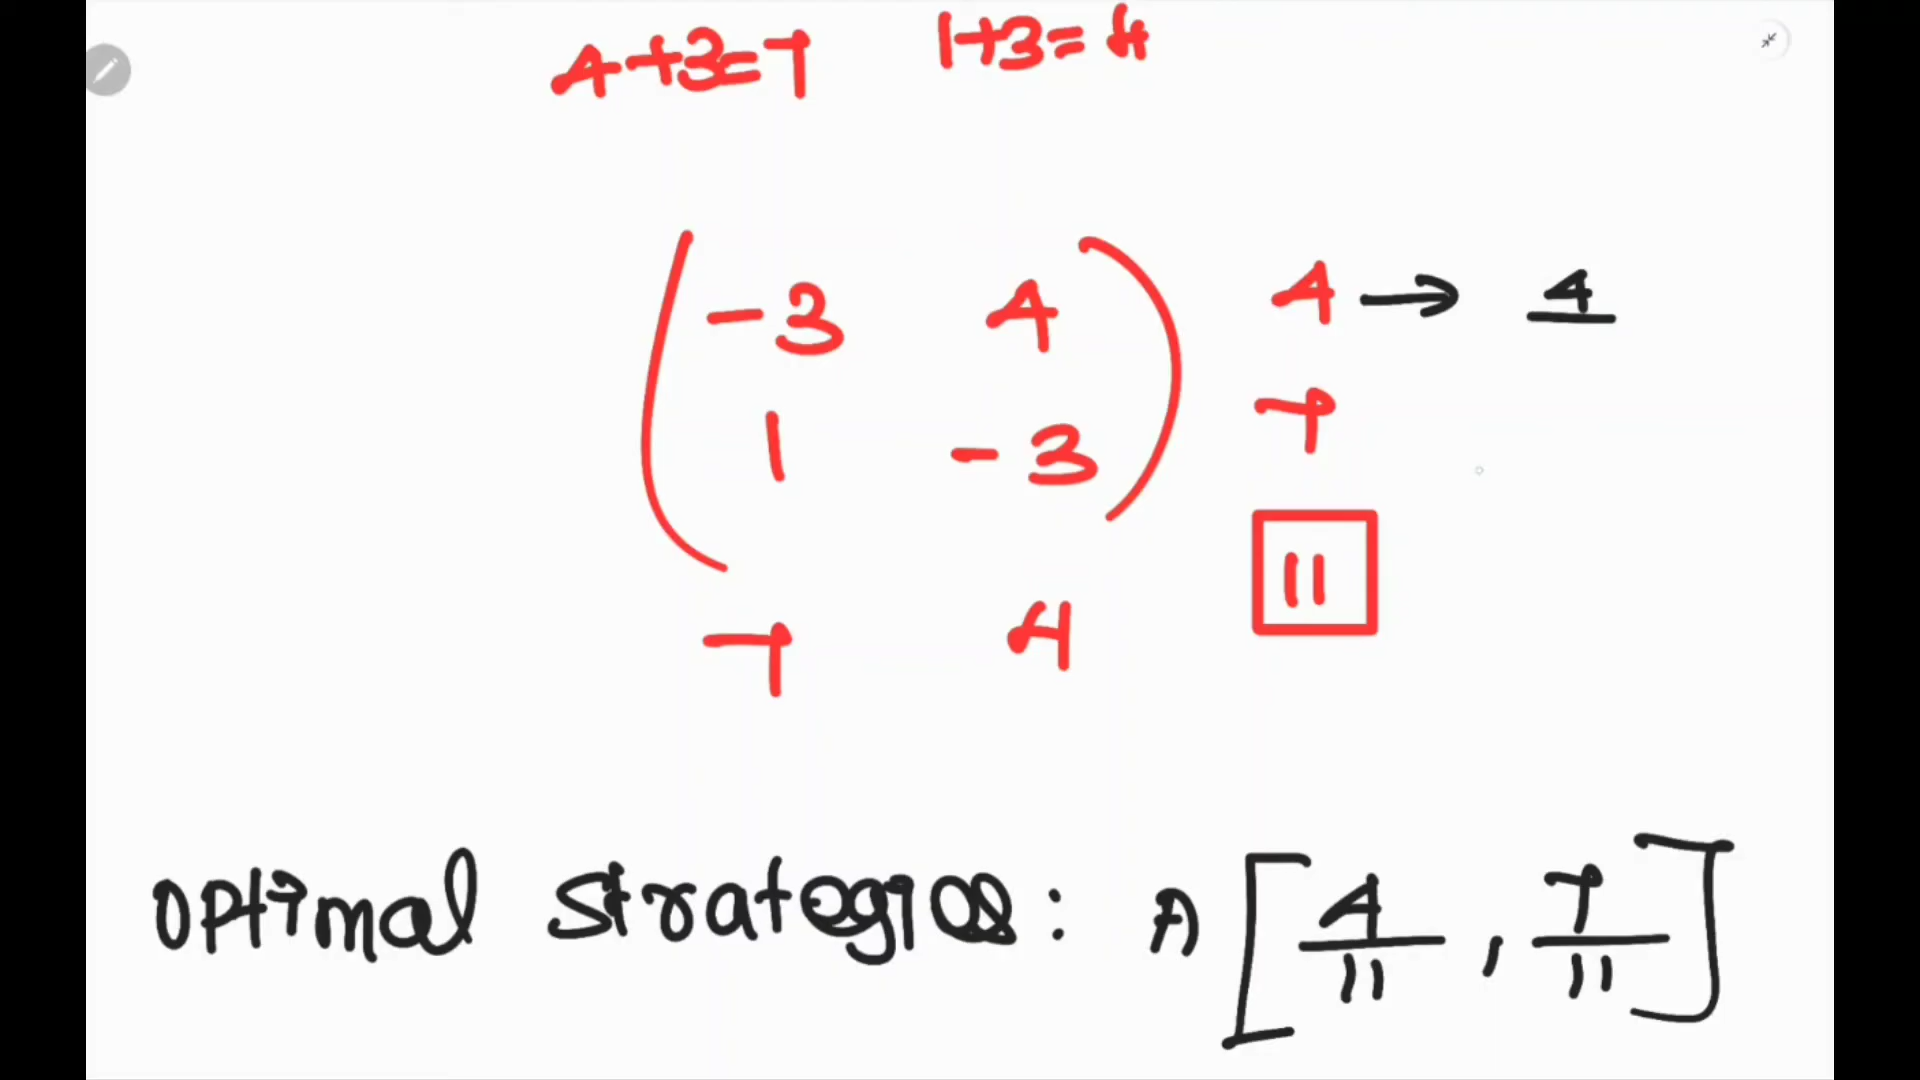 4+3=7 1+3=4
-3 4 4 → 4
1 -3 7
11
7 4
Optimal Strategies: A [4/11, 7/11]